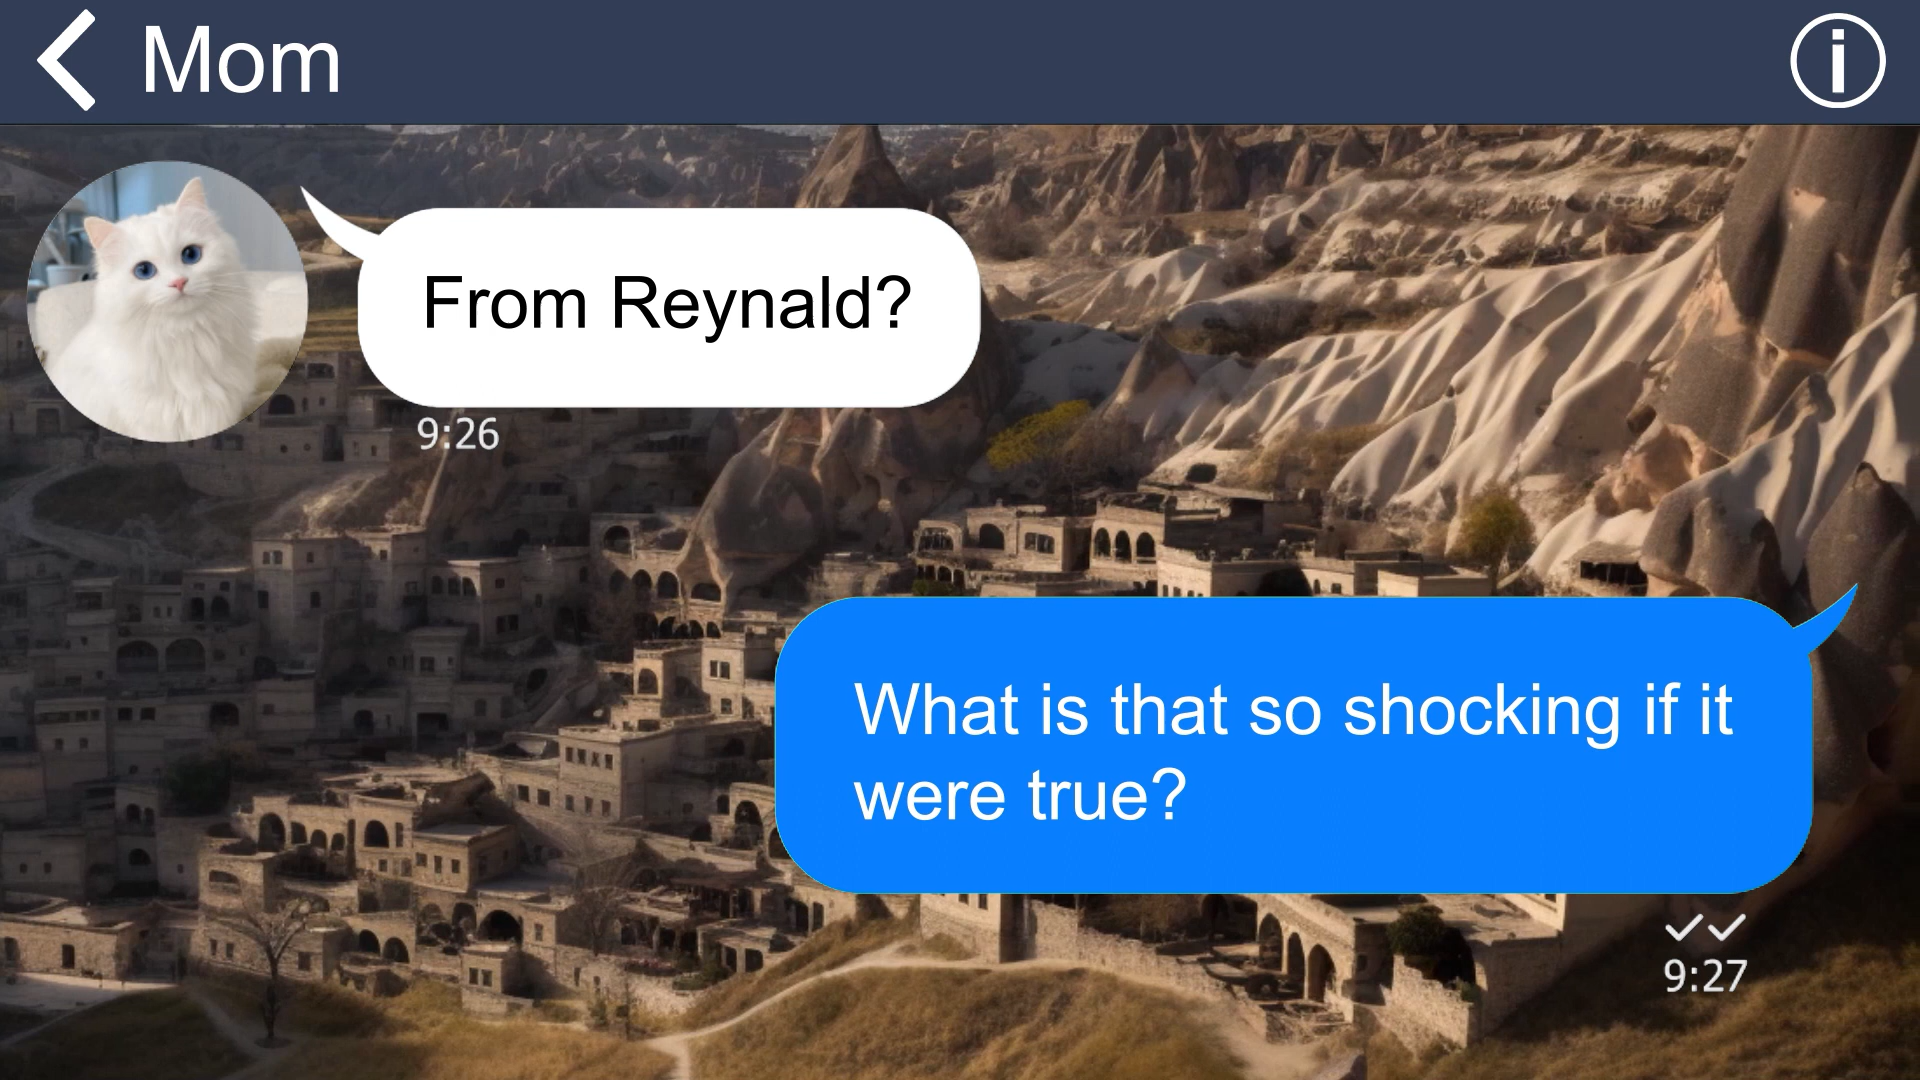 Mom
From Reynald?
9:26
What is that so shocking if it
were true?
9:27